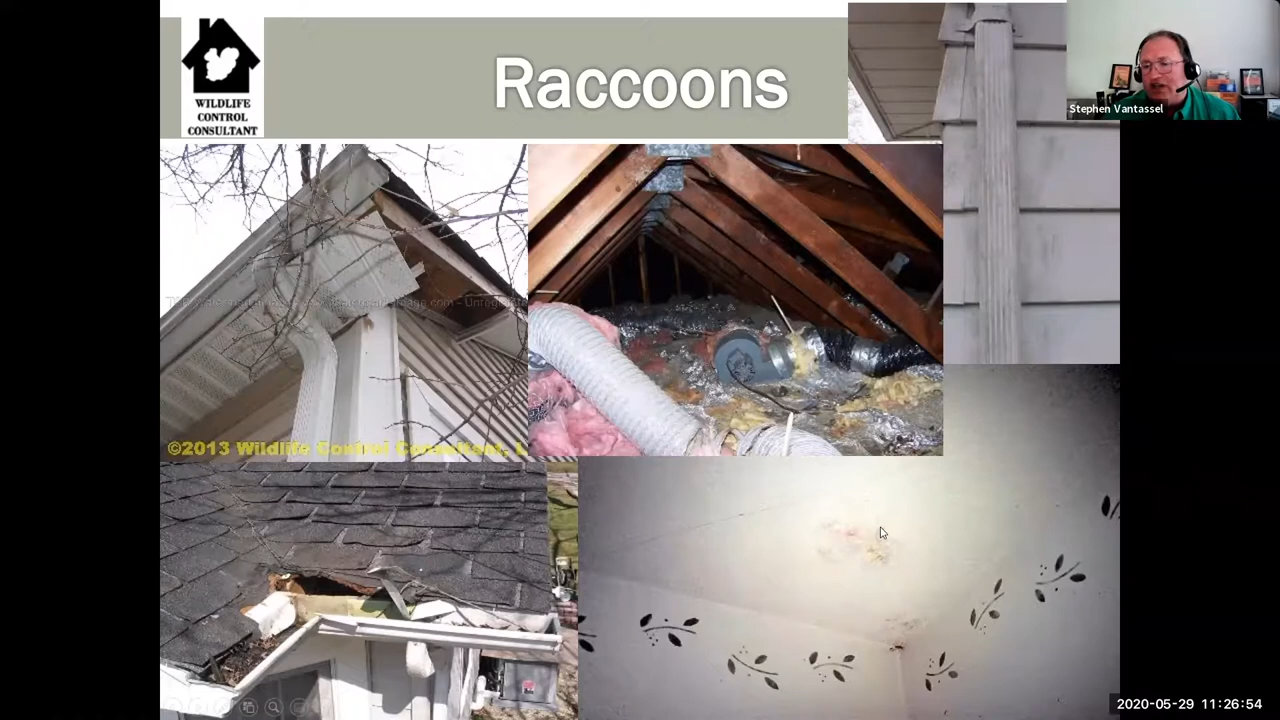 WILDLIFE
CONTROL
CONSULTANT
Raccoons
Stephen Vantassel
©2013 Wildlife Control Consultant, L
2020-05-29 11:26:54